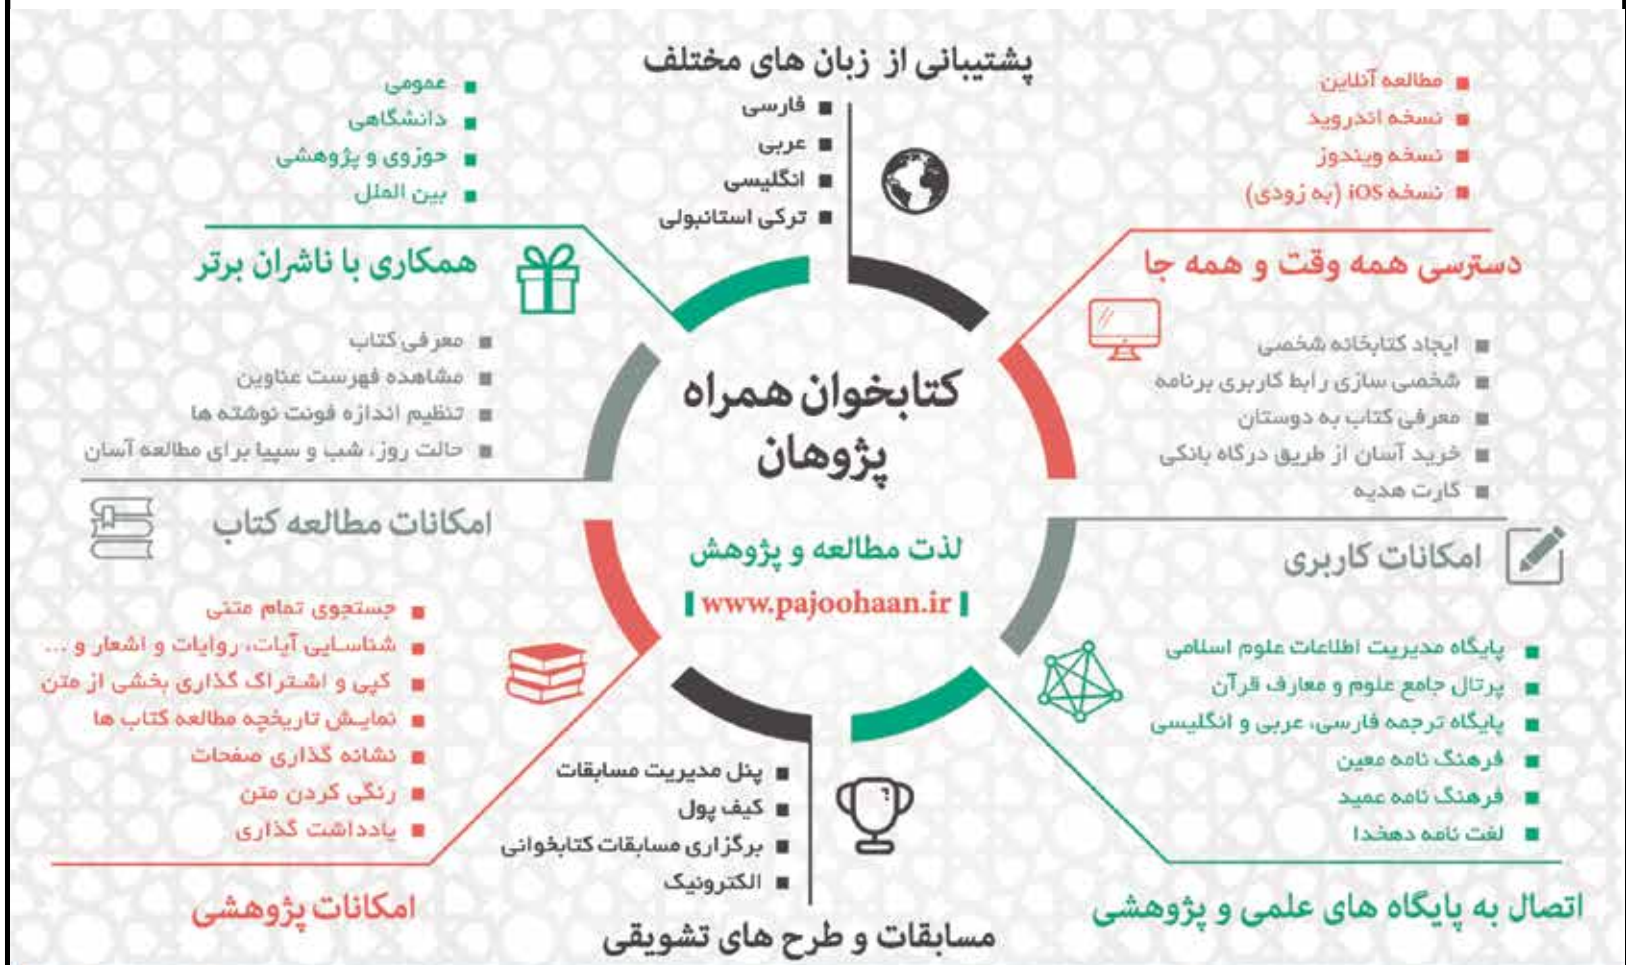 پشتیبانی از زبان های مختلف
فارسی
عربی
انگلیسی
ترکی استانبولی
مطالعه آنلاین
نسخه اندروید
نسخه ویندوز
نسخه iOS (به زودی)
دسترسی همه وقت و همه جا
ایجاد کتابخانه شخصی
شخصی سازی رابط کاربری برنامه
معرفی کتاب به دوستان
خرید آسان از طریق درگاه بانکی
کارت هدیه
امکانات کاربری
پایگاه مدیریت اطلاعات علوم اسلامی
پرتال جامع علوم و معارف قرآن
پایگاه ترجمه فارسی، عربی و انگلیسی
فرهنگ نامه معین
فرهنگ نامه عمید
لغت نامه دهخدا
اتصال به پایگاه های علمی و پژوهشی
کتابخوان همراه
پژوهان
لذت مطالعه و پژوهش
www.pajoohaan.ir
پنل مدیریت مسابقات
کیف پول
برگزاری مسابقات کتابخوانی
الکترونیک
مسابقات و طرح های تشویقی
عمومی
دانشگاهی
حوزوی و پژوهشی
بین الملل
همکاری با ناشران برتر
معرفی کتاب
مشاهده فهرست عناوین
تنظیم اندازه فونت نوشته ها
حالت روز، شب و سپیا برای مطالعه آسان
امکانات مطالعه کتاب
جستجوی تمام متنی
شناسایی آیات، روایات و اشعار و ...
کپی و اشتراک گذاری بخشی از متن
نمایش تاریخچه مطالعه کتاب ها
نشانه گذاری صفحات
رنگی کردن متن
یادداشت گذاری
امکانات پژوهشی